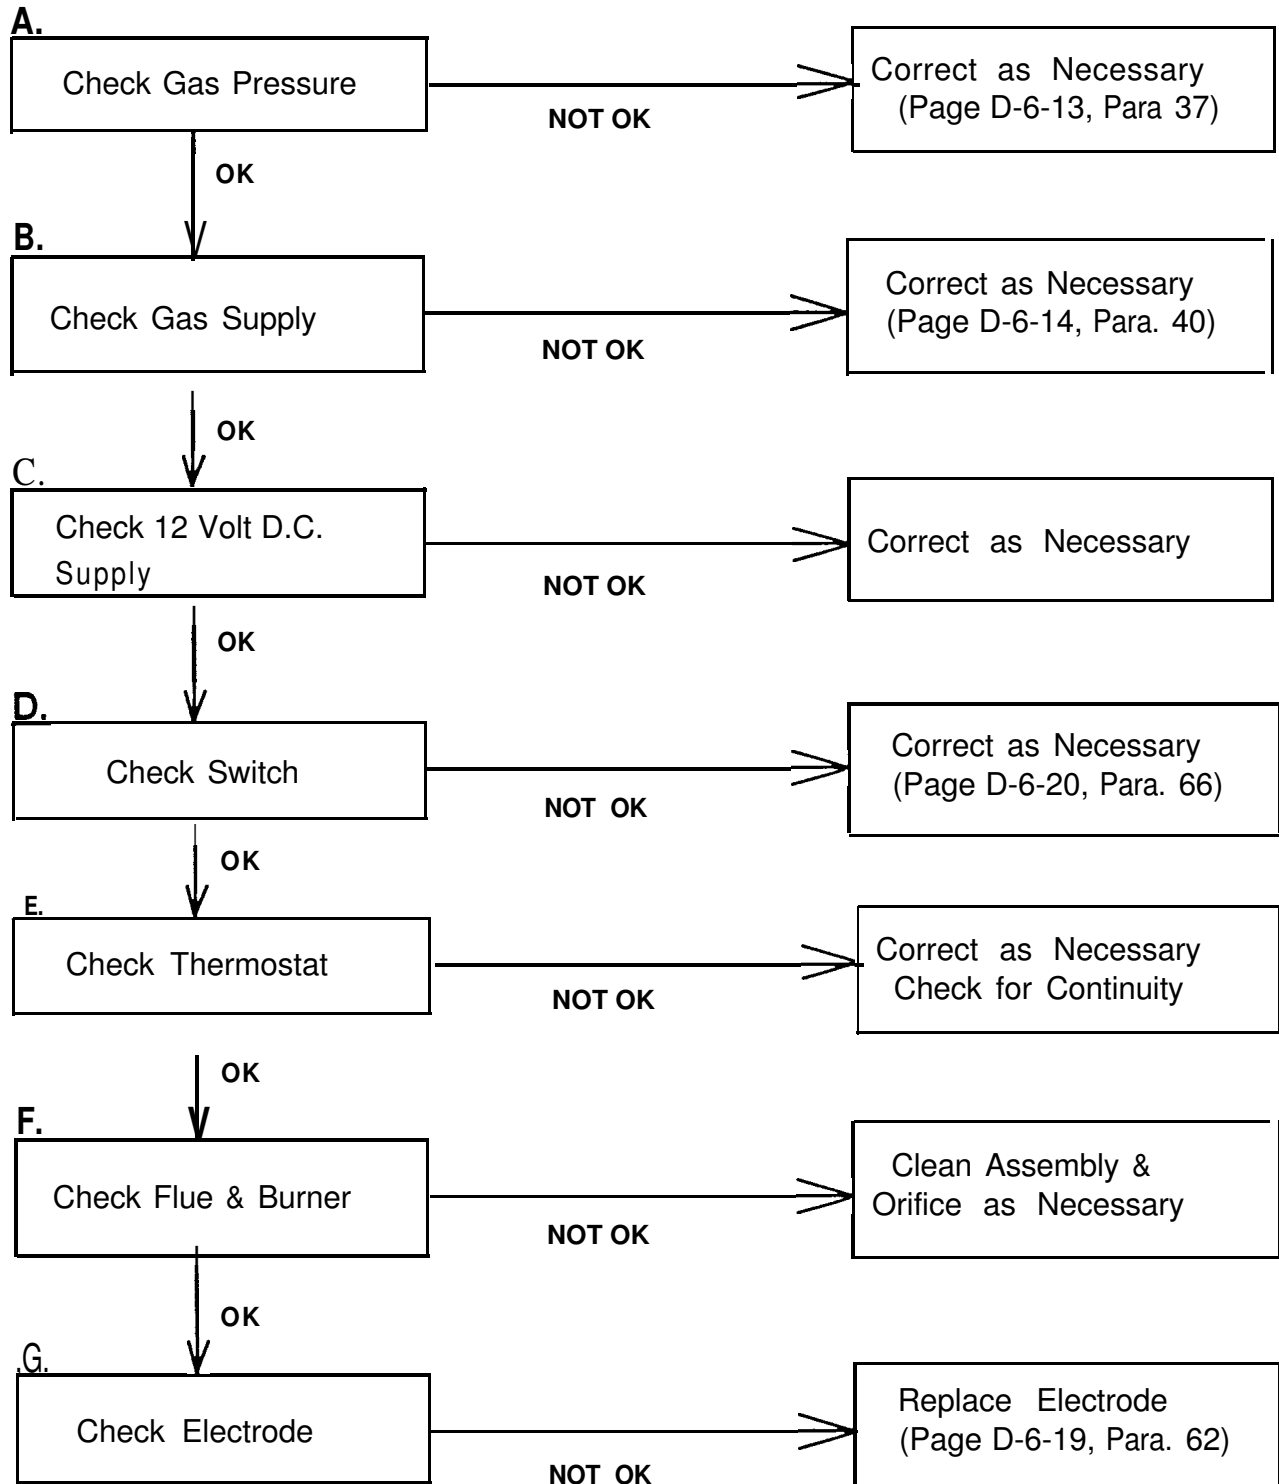 A.
Check Gas Pressure
NOT OK
Correct as Necessary
(Page D-6-13, Para 37)
OK
B.
Check Gas Supply
NOT OK
Correct as Necessary
(Page D-6-14, Para. 40)
OK
C.
Check 12 Volt D.C.
Supply
NOT OK
Correct as Necessary
OK
D.
Check Switch
NOT OK
Correct as Necessary
(Page D-6-20, Para. 66)
OK
E.
Check Thermostat
NOT OK
Correct as Necessary
Check for Continuity
OK
F.
Check Flue & Burner
NOT OK
Clean Assembly &
Orifice as Necessary
OK
.G.
Check Electrode
NOT OK
Replace Electrode
(Page D-6-19, Para. 62)